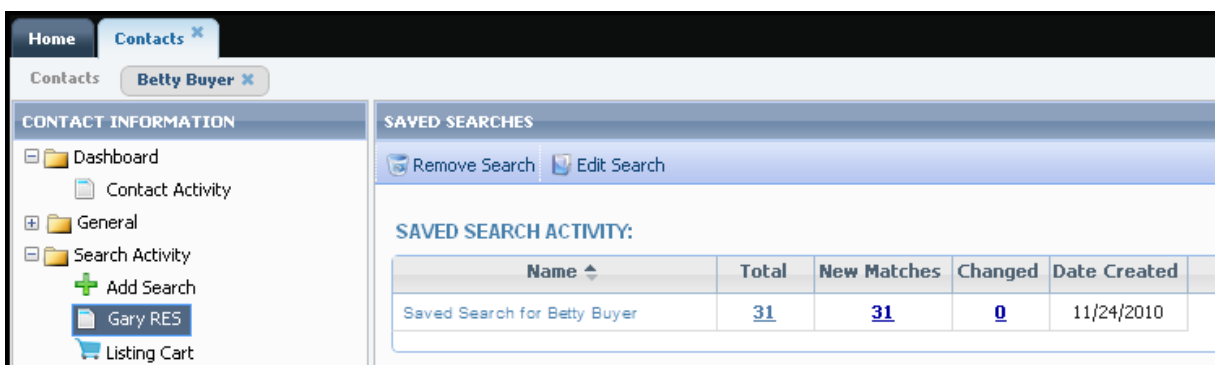 Home Contacts
Contacts Betty Buyer
CONTACT INFORMATION
Dashboard
Contact Activity
General
Search Activity
Add Search
Gary RES
Listing Cart
SAVED SEARCHES
Remove Search Edit Search
SAVED SEARCH ACTIVITY:
Name Total New Matches Changed Date Created
Saved Search for Betty Buyer 31 31 0 11/24/2010